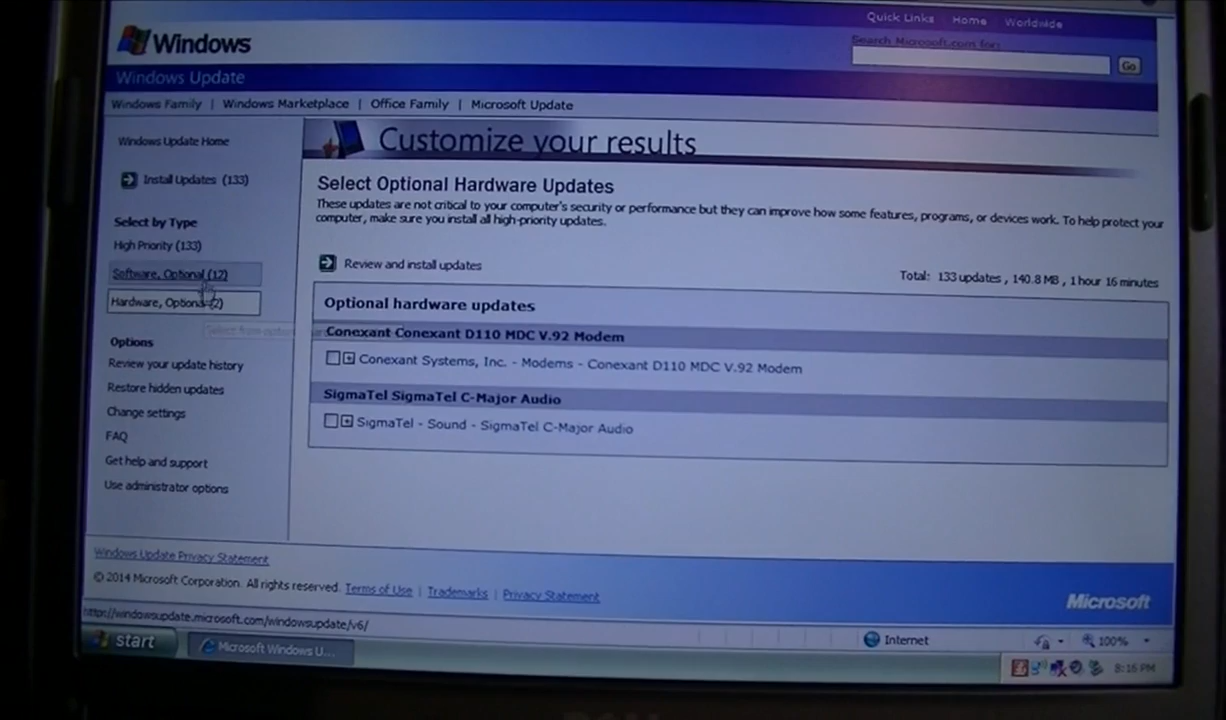 Quick Links | Home | Worldwide
Windows
Search Microsoft.com for:
Go
Windows Update
Windows Family | Windows Marketplace | Office Family | Microsoft Update
Windows Update Home
Customize your results
Install Updates (133)
Select by Type
High Priority (133)
Software, Optional (12)
Hardware, Optional (2)
Options
Review your update history
Restore hidden updates
Change settings
FAQ
Get help and support
Use administrator options
Select Optional Hardware Updates
These updates are not critical to your computer's security or performance but they can improve how some features, programs, or devices work. To help protect your
computer, make sure you install all high-priority updates.
Review and install updates
Total: 133 updates , 140.8 MB , 1 hour 16 minutes
Optional hardware updates
Conexant Conexant D110 MDC V.92 Modem
Conexant Systems, Inc. - Modems - Conexant D110 MDC V.92 Modem
SigmaTel SigmaTel C-Major Audio
SigmaTel - Sound - SigmaTel C-Major Audio
Windows Update Privacy Statement
© 2014 Microsoft Corporation. All rights reserved. Terms of Use | Trademarks | Privacy Statement
Microsoft
http://windowsupdate.microsoft.com/windowsupdate/v6/
Internet
100%
start
Microsoft Windows U...
8:16 PM